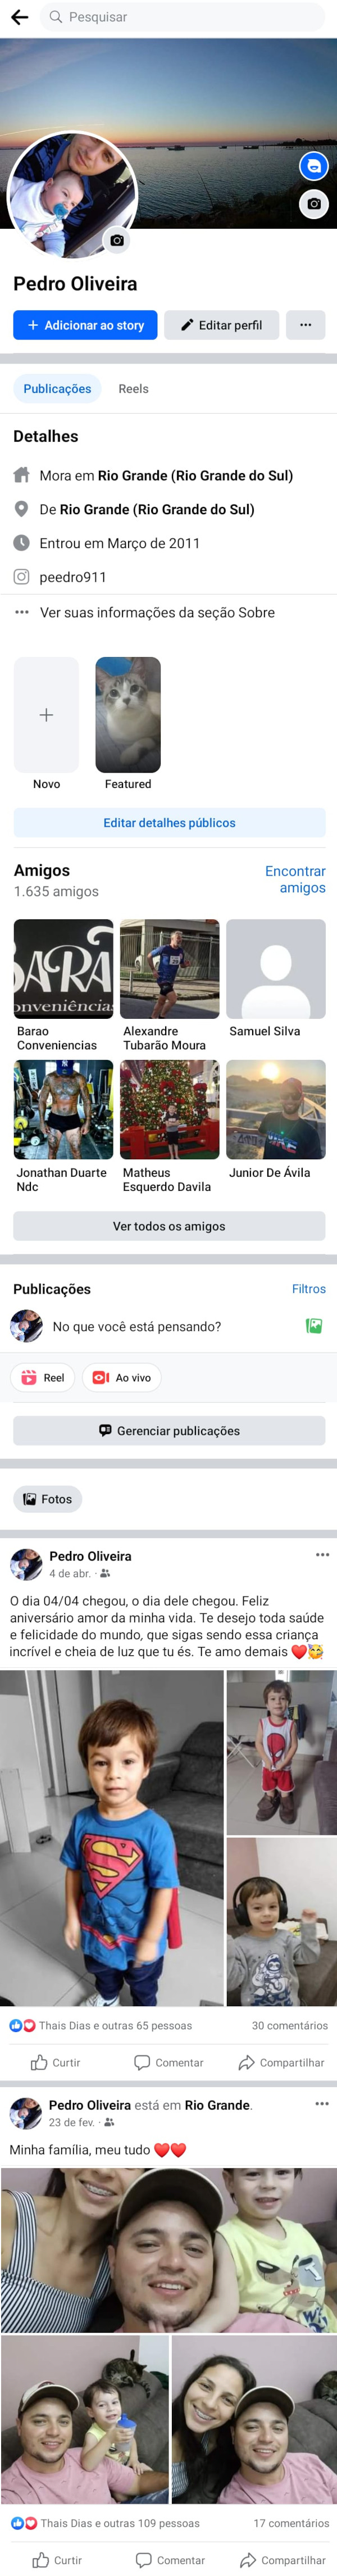 Pesquisar
Pedro Oliveira
+ Adicionar ao story
Editar perfil
Publicações
Reels
Detalhes
Mora em Rio Grande (Rio Grande do Sul)
De Rio Grande (Rio Grande do Sul)
Entrou em Março de 2011
peedro911
Ver suas informações da seção Sobre
Novo
Featured
Editar detalhes públicos
Amigos
1.635 amigos
Encontrar
amigos
ARA
onveniências
Barao
Conveniencias
Alexandre
Tubarão Moura
Samuel Silva
Jonathan Duarte
Ndc
Matheus
Esquerdo Davila
Junior De Ávila
Ver todos os amigos
Publicações
Filtros
No que você está pensando?
Reel
Ao vivo
Gerenciar publicações
Fotos
Pedro Oliveira
4 de abr. ·
O dia 04/04 chegou, o dia dele chegou. Feliz
aniversário amor da minha vida. Te desejo toda saúde
e felicidade do mundo, que sigas sendo essa criança
incrível e cheia de luz que tu és. Te amo demais ❤️🥳
Thais Dias e outras 65 pessoas
30 comentários
Curtir
Comentar
Compartilhar
Pedro Oliveira está em Rio Grande.
23 de fev. ·
Minha família, meu tudo ❤️❤️
Thais Dias e outras 109 pessoas
17 comentários
Curtir
Comentar
Compartilhar